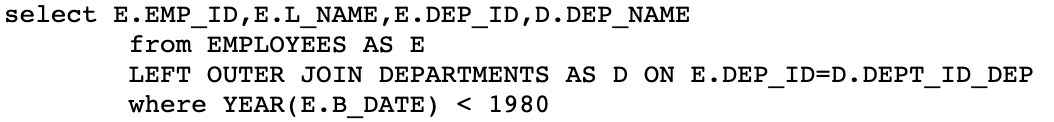 select E.EMP_ID,E.L_NAME,E.DEP_ID,D.DEP_NAME
from EMPLOYEES AS E
LEFT OUTER JOIN DEPARTMENTS AS D ON E.DEP_ID=D.DEPT_ID_DEP
where YEAR(E.B_DATE) < 1980